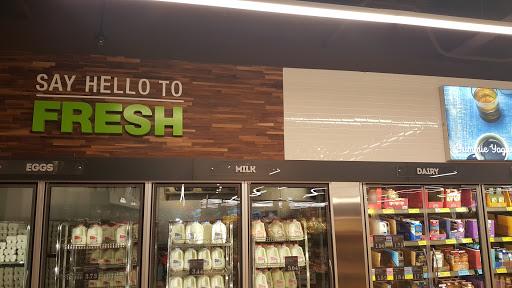 SAY HELLO TO
FRESH
EGGS
MILK
DAIRY